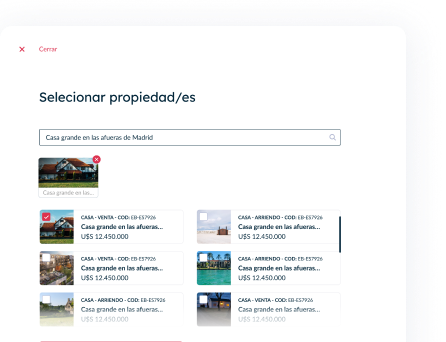 Cerrar
Selecionar propiedad/es
Casa grande en las afueras de Madrid
Casa grande en las...
CASA - VENTA - COD: EB-ES7926
Casa grande en las afueras...
U$S 12.450.000
CASA - ARRIENDO - COD: EB-ES7926
Casa grande en las afueras...
U$S 12.450.000
CASA - VENTA - COD: EB-ES7926
Casa grande en las afueras...
U$S 12.450.000
CASA - ARRIENDO - COD: EB-ES7926
Casa grande en las afueras...
U$S 12.450.000
CASA - ARRIENDO - COD: EB-ES7926
Casa grande en las afueras...
U$S 12.450.000
CASA - VENTA - COD: EB-ES7926
Casa grande en las afueras...
U$S 12.450.000